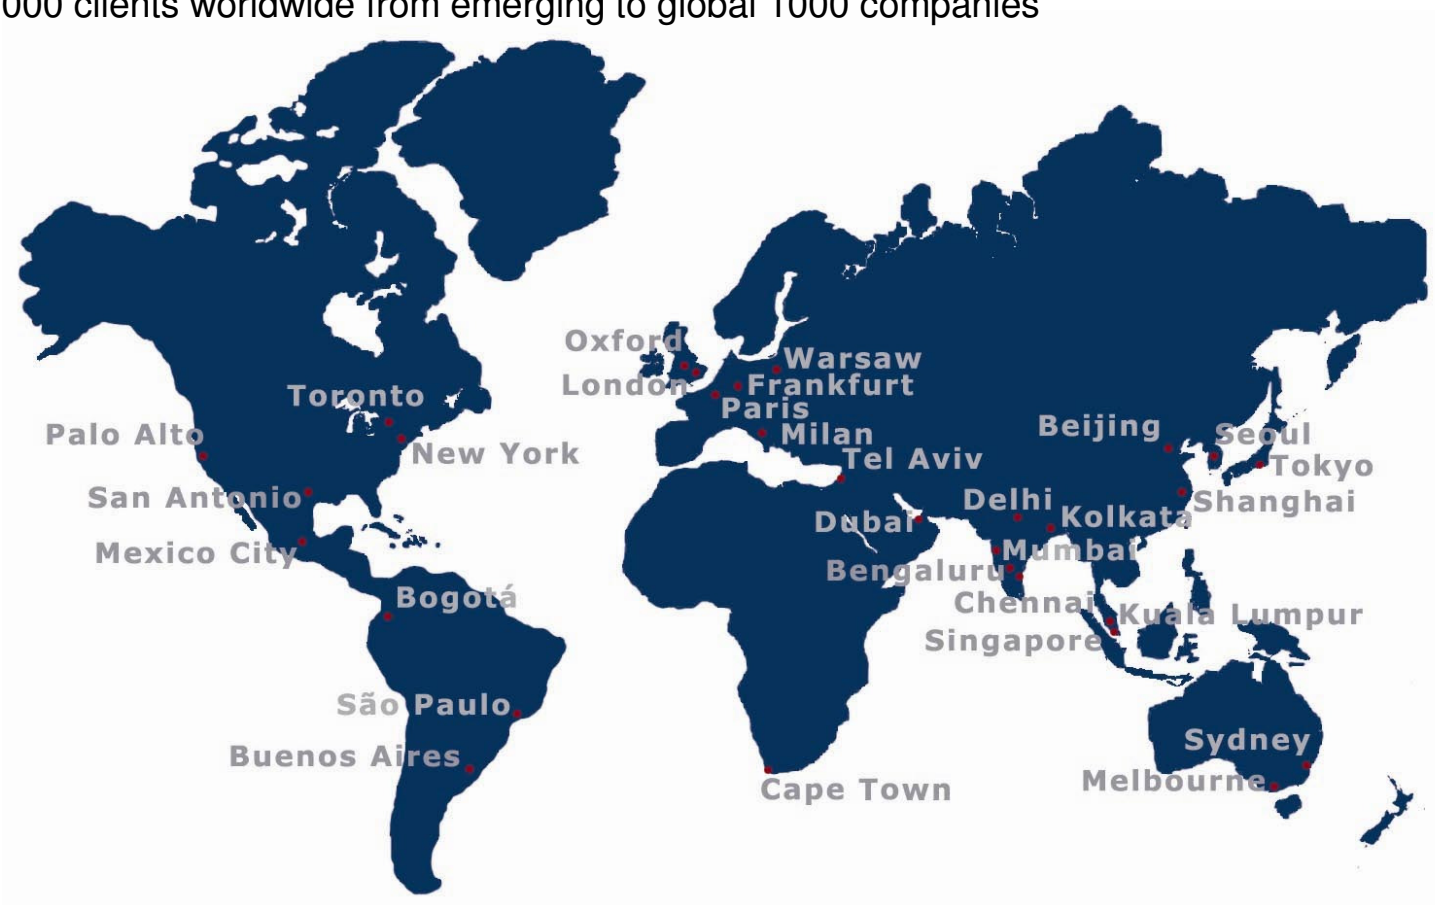 000 clients worldwide from emerging to global 1000 companies
Oxford
Warsaw
London
Frankfurt
Toronto
Paris
Palo Alto
New York
Milan
Beijing
Seoul
Tel Aviv
Tokyo
San Antonio
Delhi
Shanghai
Dubai
Kolkata
Mexico City
Mumbai
Bengaluru
Bogotá
Chennai
Kuala Lumpur
Singapore
São Paulo
Sydney
Buenos Aires
Melbourne
Cape Town